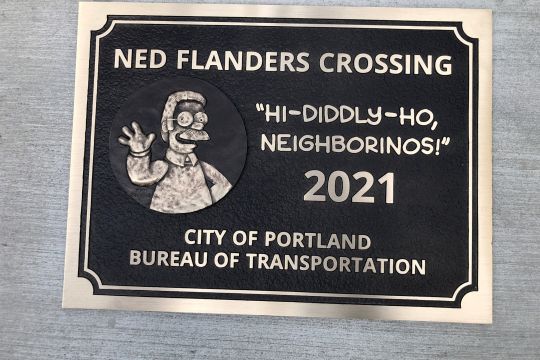 NED FLANDERS CROSSING
"HI-DIDDLY-HO,
NEIGHBORINOS!"
2021
CITY OF PORTLAND
BUREAU OF TRANSPORTATION